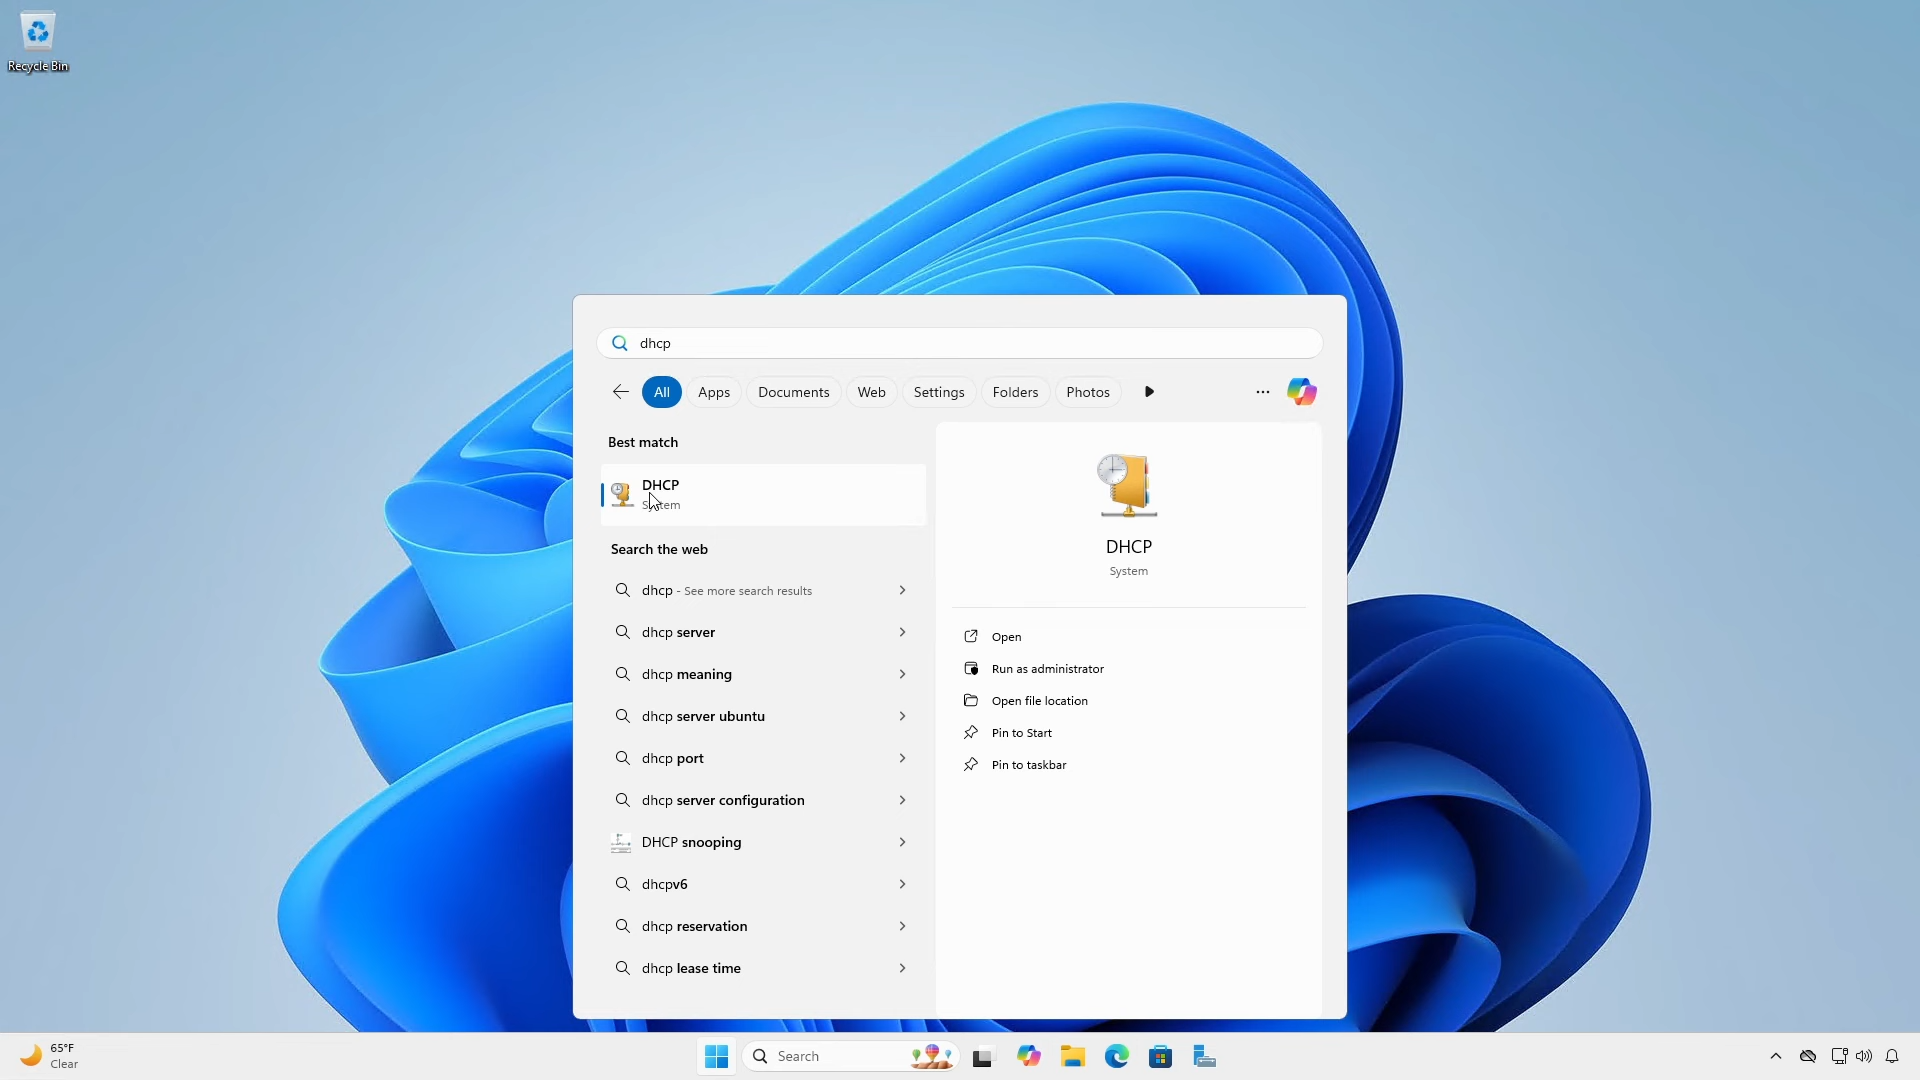 Recycle Bin
dhcp
All Apps Documents Web Settings Folders Photos
Best match
DHCP
System
Search the web
dhcp - See more search results
dhcp server
dhcp meaning
dhcp server ubuntu
dhcp port
dhcp server configuration
DHCP snooping
dhcpv6
dhcp reservation
dhcp lease time
DHCP
System
Open
Run as administrator
Open file location
Pin to Start
Pin to taskbar
65°F
Clear
Search